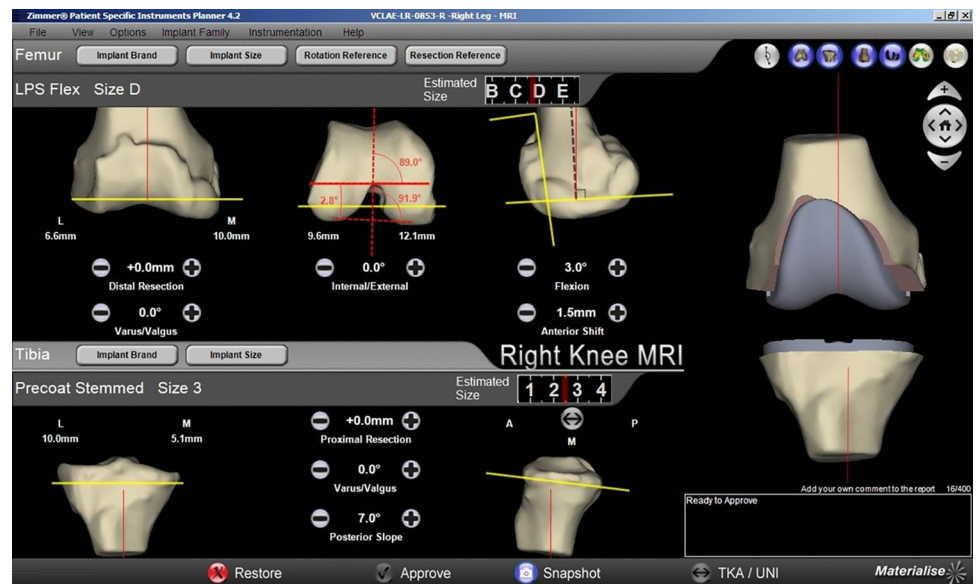 Zimmer® Patient Specific Instruments Planner 4.2 VCLAE-LR-0853-R -Right Leg - MRI
File View Options Implant Family Instrumentation Help
Femur Implant Brand Implant Size Rotation Reference Resection Reference
LPS Flex Size D Estimated Size B C D E
89.0°
2.8° 91.9°
L M
6.6mm 10.0mm 9.6mm 12.1mm
+0.0mm 0.0° 3.0°
Distal Resection Internal/External Flexion
0.0° 1.5mm
Varus/Valgus Anterior Shift
Tibia Implant Brand Implant Size Right Knee MRI
Precoat Stemmed Size 3 Estimated Size 1 2 3 4
L M +0.0mm A P
10.0mm 5.1mm Proximal Resection M
0.0°
Varus/Valgus
7.0°
Posterior Slope
Add your own comment to the report 16/400
Ready to Approve
Restore Approve Snapshot TKA / UNI Materialise